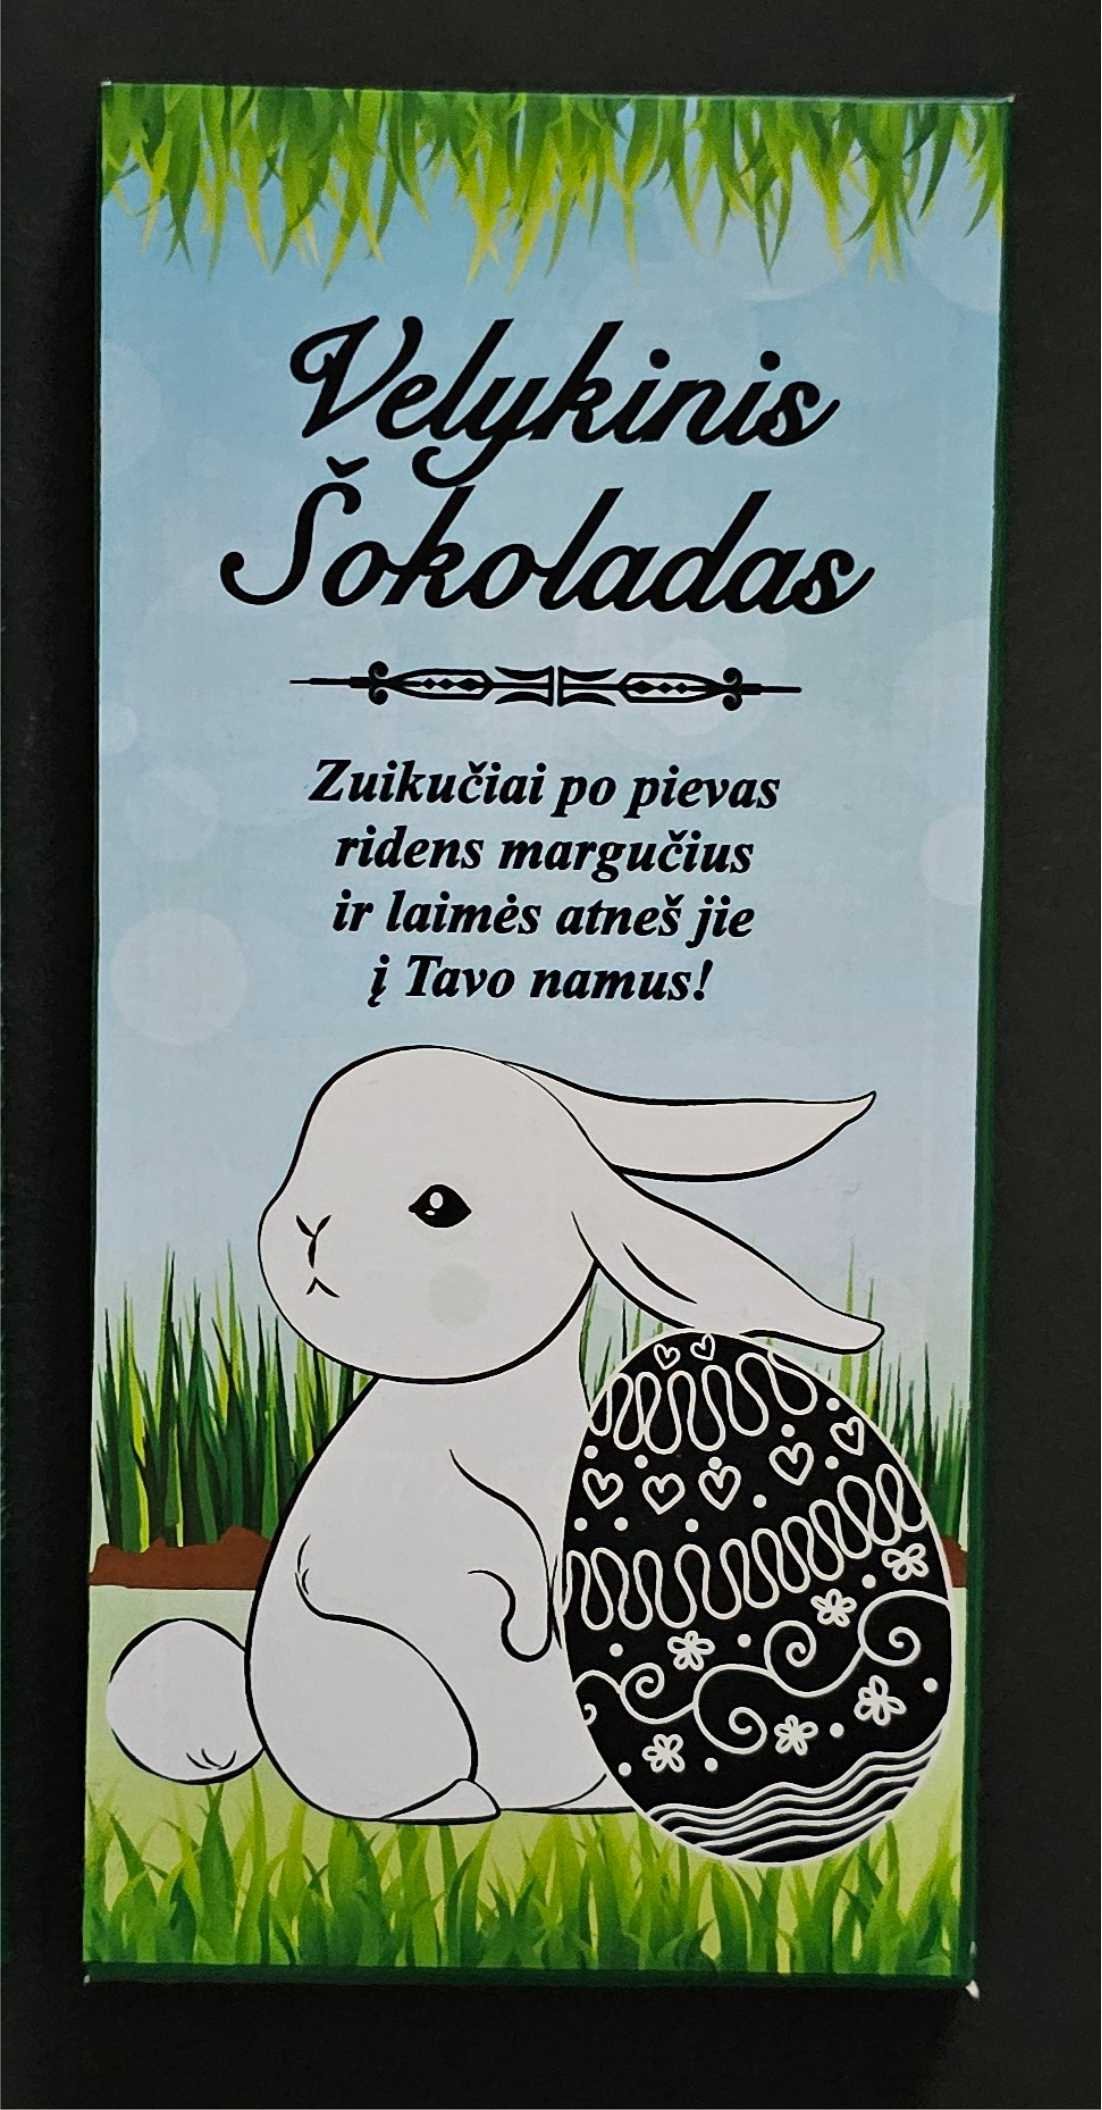 Velykinis
Šokoladas
Zuikučiai po pievas
ridens margučius
ir laimės atneš jie
į Tavo namus!